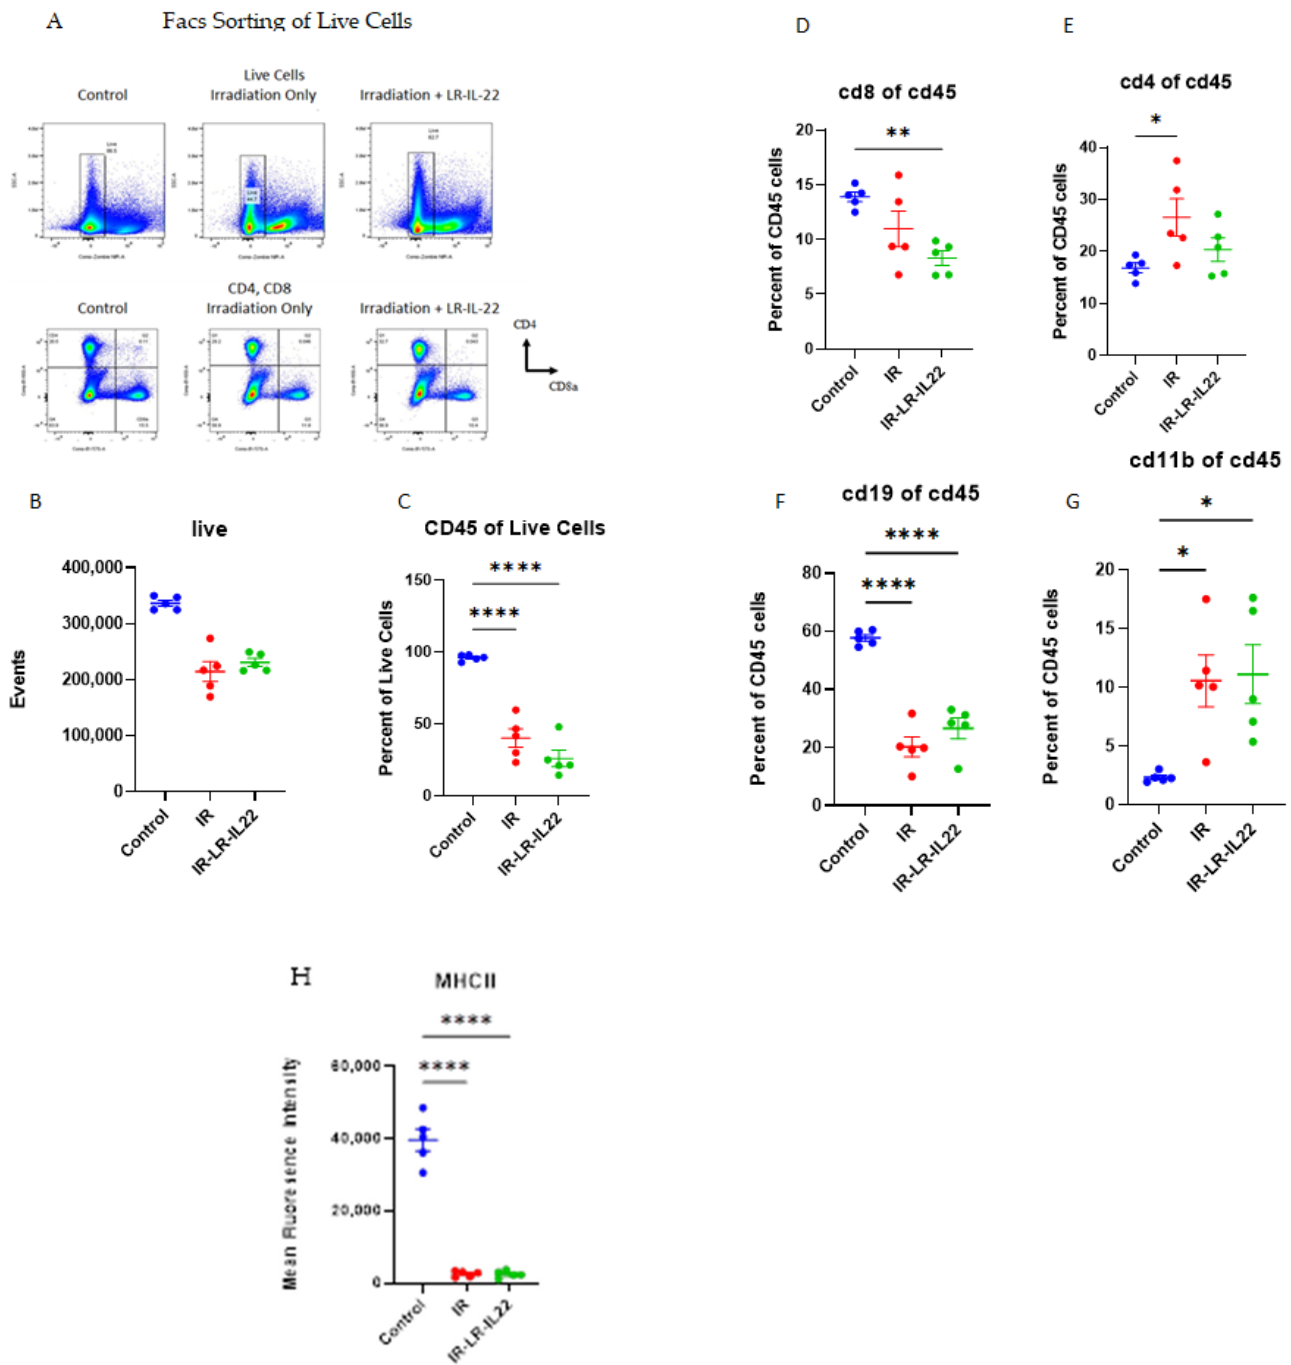 A
Facs Sorting of Live Cells
Live Cells
Control
Irradiation Only
Irradiation + LR-IL-22
Live
Live
Live
CD4, CD8
Control
Irradiation Only
Irradiation + LR-IL-22
CD4
CD8a
B
live
400,000
300,000
200,000
100,000
0
Events
Control
IR
IR-LR-IL22
C
CD45 of Live Cells
****
****
150
100
50
0
Percent of Live Cells
Control
IR
IR-LR-IL22
D
cd8 of cd45
**
20
15
10
5
0
Percent of CD45 cells
Control
IR
IR-LR-IL22
E
cd4 of cd45
*
40
30
20
10
0
Percent of CD45 cells
Control
IR
IR-LR-IL22
F
cd19 of cd45
****
****
80
60
40
20
0
Percent of CD45 cells
Control
IR
IR-LR-IL22
G
cd11b of cd45
*
*
20
15
10
5
0
Percent of CD45 cells
Control
IR
IR-LR-IL22
H
MHCII
****
****
60,000
40,000
20,000
0
Mean Fluoresence Intensity
Control
IR
IR-LR-IL22